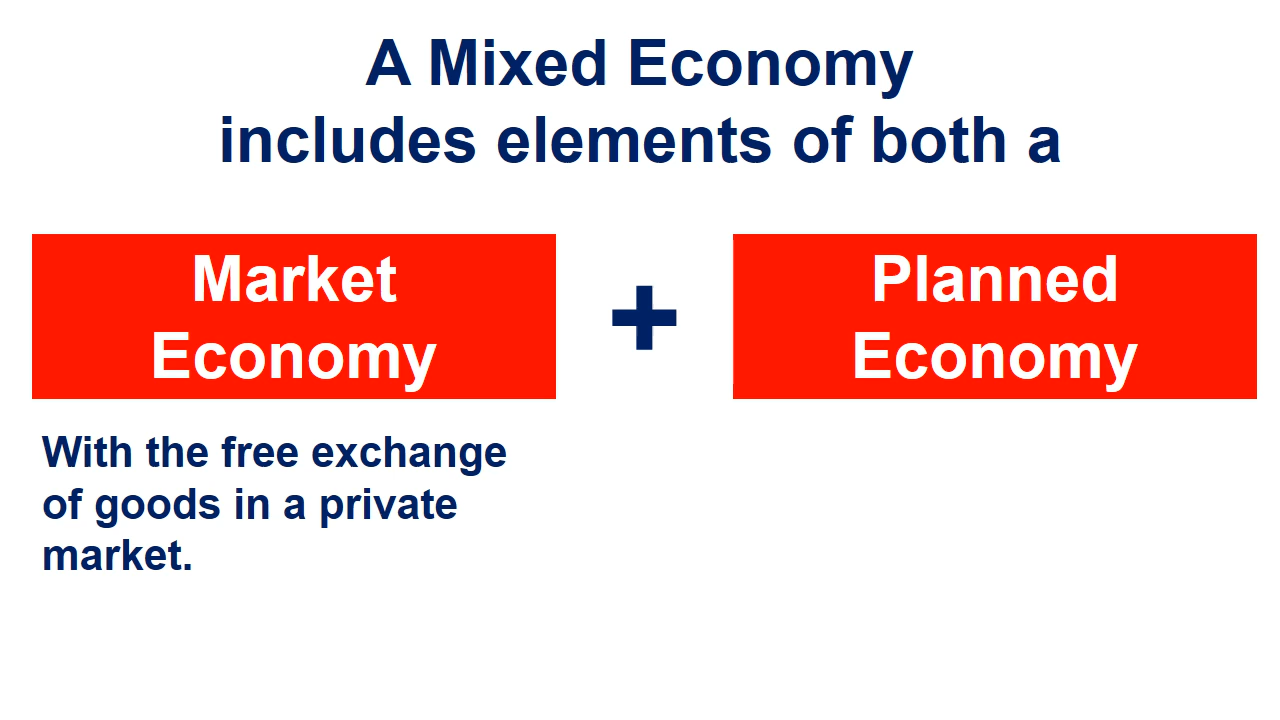 A Mixed Economy
includes elements of both a
Market
Economy
+
Planned
Economy
With the free exchange
of goods in a private
market.